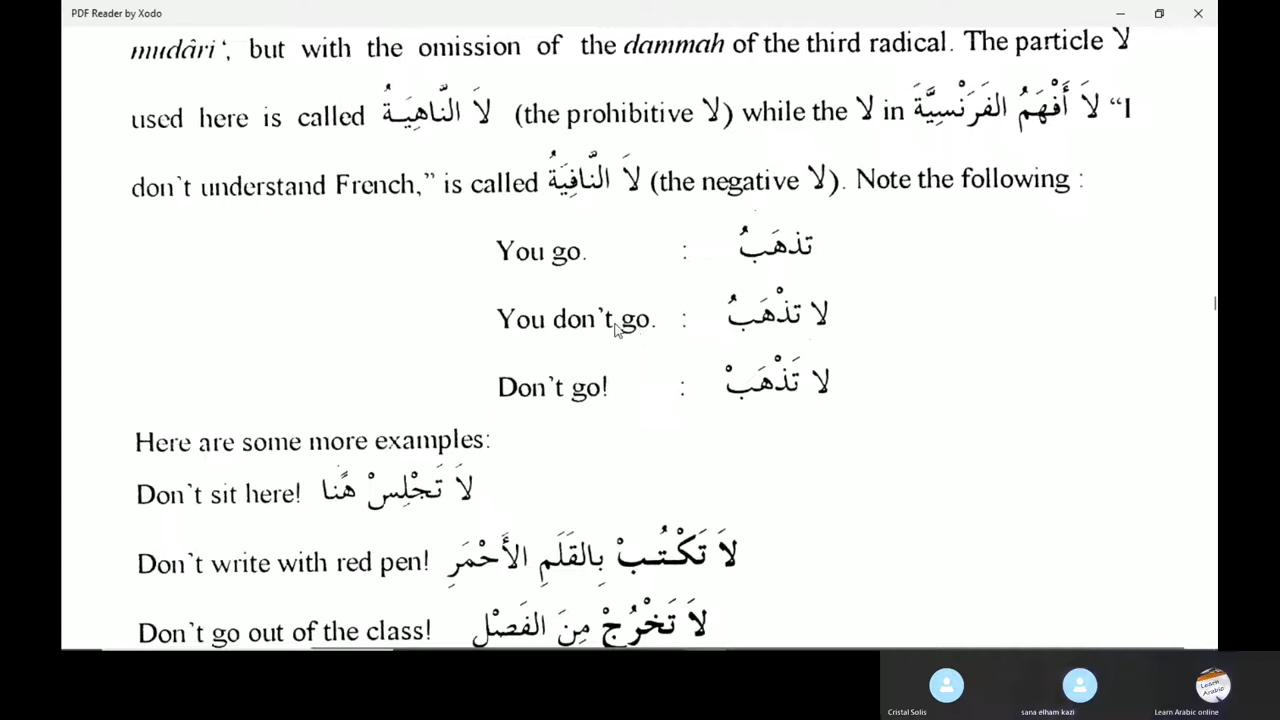 PDF Reader by Xodo
mudâri‘, but with the omission of the dammah of the third radical. The particle لا
used here is called لاَ النَّاهِيَةُ (the prohibitive لا) while the لا in لاَ أَفْهَمُ الفَرَنْسِيَّةَ “I
don’t understand French,” is called لاَ النَّافِيَةُ (the negative لا). Note the following :
You go. : تذهَبُ
You don’t go. : لا تذْهَبُ
Don’t go! : لا تَذْهَبْ
Here are some more examples:
Don’t sit here! لاَ تَجْلِسْ هُنا
Don’t write with red pen! لاَ تَكْتُبْ بِالقَلَمِ الأَحْمَرِ
Don’t go out of the class! لاَ تَخْرُجْ مِنَ الفَصْلِ
Learn Arabic
Cristal Solis
sana elham kazi
Learn Arabic online